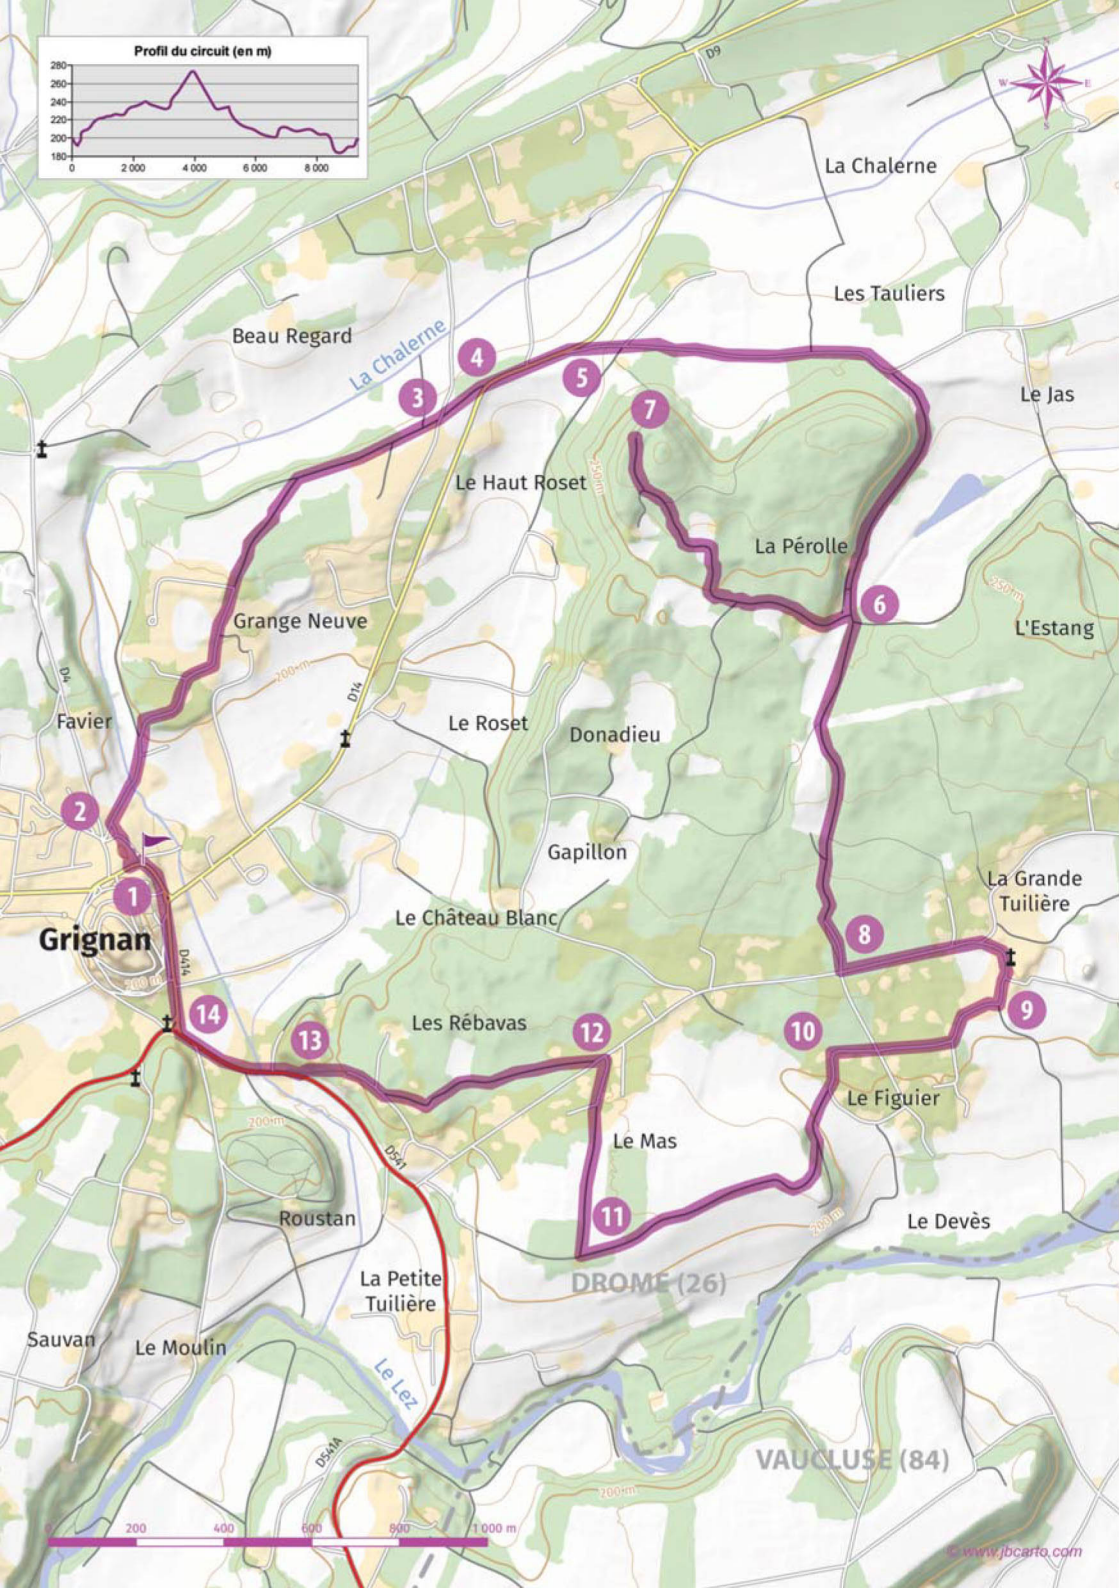 Profil du circuit (en m)
280
260
240
220
200
180
0
2 000
4 000
6 000
8 000
N
W
E
S
D9
La Chalerne
Les Tauliers
Beau Regard
La Chalerne
4
5
3
7
Le Jas
250 m
Le Haut Roset
La Pérolle
250 m
6
Grange Neuve
L'Estang
200 m
D4
D14
Favier
Le Roset
Donadieu
2
Gapillon
1
La Grande
Tuilière
Le Château Blanc
Grignan
8
D414
200 m
14
Les Rébavas
12
10
9
13
Le Figuier
200 m
Le Mas
D541
11
200 m
Roustan
Le Devès
La Petite
Tuilière
DROME (26)
Sauvan
Le Moulin
Le Lez
D541A
VAUCLUSE (84)
200 m
0
200
400
600
800
1 000 m
© www.jbcarto.com